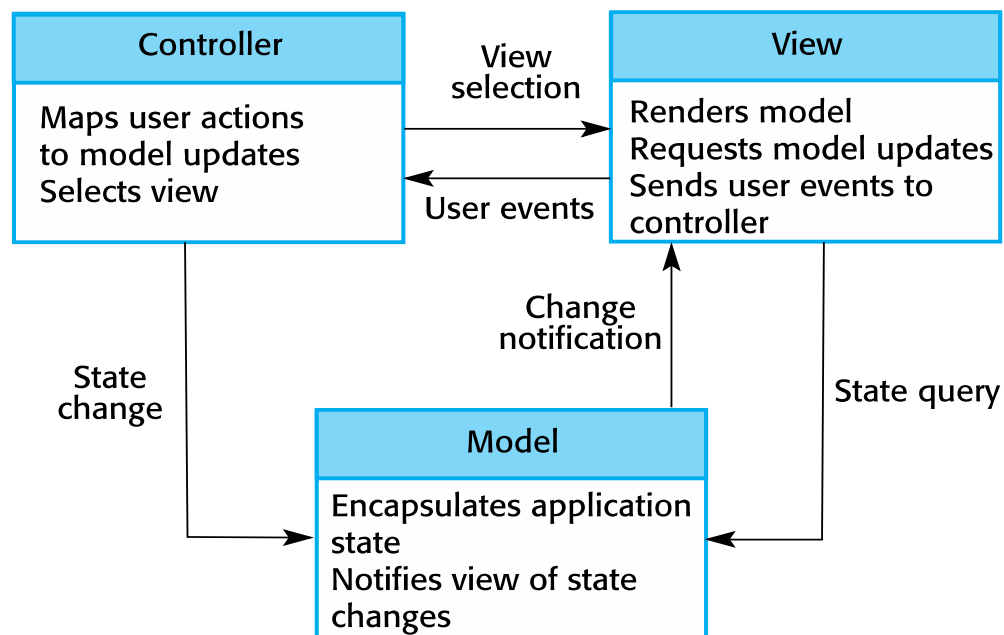 Controller
Maps user actions
to model updates
Selects view
View
selection
User events
View
Renders model
Requests model updates
Sends user events to
controller
State
change
Change
notification
State query
Model
Encapsulates application
state
Notifies view of state
changes